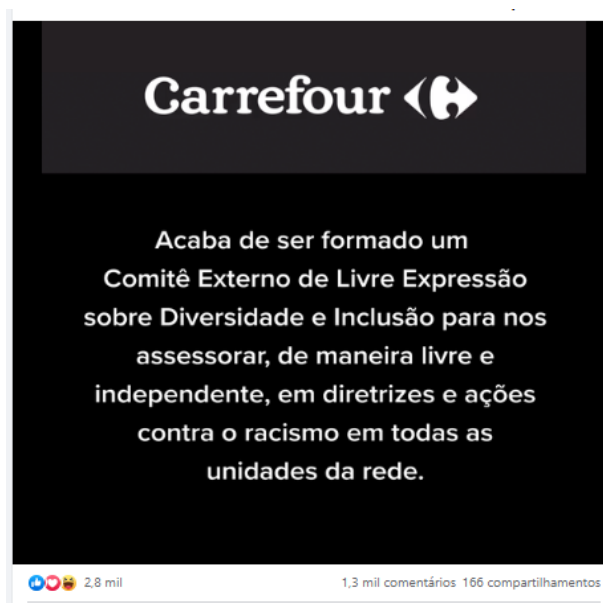 Carrefour
Acaba de ser formado um
Comitê Externo de Livre Expressão
sobre Diversidade e Inclusão para nos
assessorar, de maneira livre e
independente, em diretrizes e ações
contra o racismo em todas as
unidades da rede.
2,8 mil 1,3 mil comentários 166 compartilhamentos